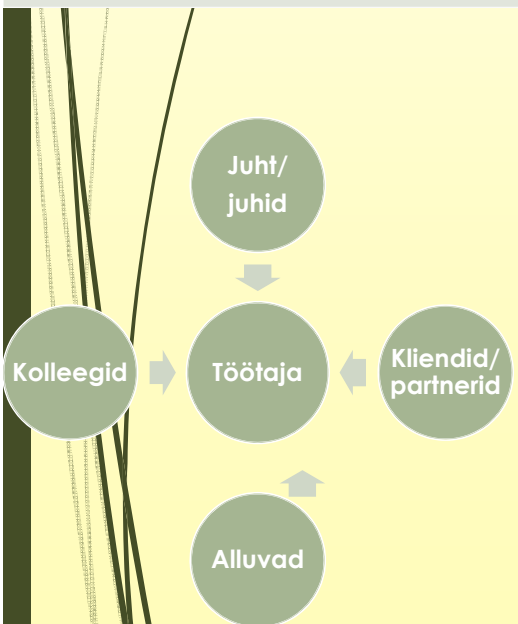 Juht/
juhid
Kolleegid
Töötaja
Kliendid/
partnerid
Alluvad